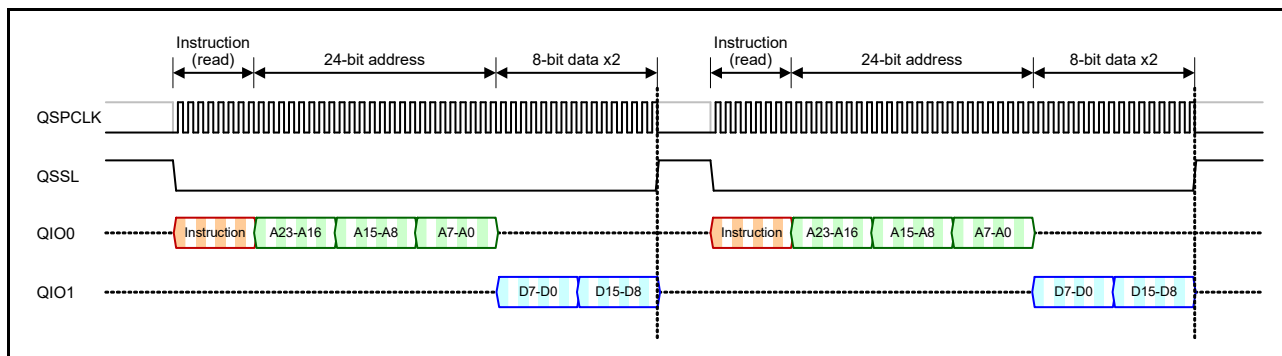 Instruction
(read)
24-bit address
8-bit data x2
Instruction
(read)
24-bit address
8-bit data x2
QSPCLK
QSSL
QIO0
Instruction
A23-A16
A15-A8
A7-A0
Instruction
A23-A16
A15-A8
A7-A0
QIO1
D7-D0
D15-D8
D7-D0
D15-D8